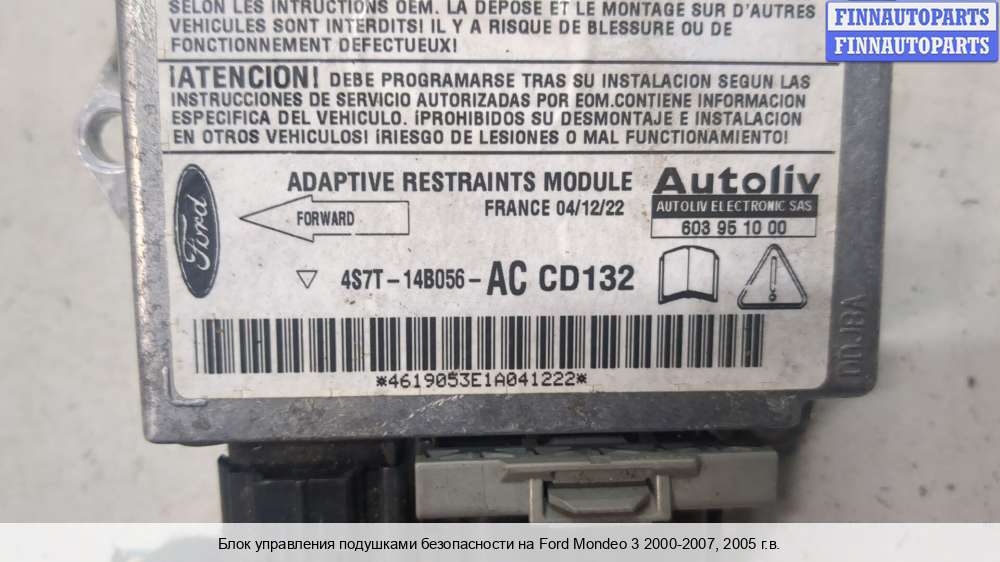 SELON LES INTRUCTIONS OEM. LA DEPOSE ET LE MONTAGE SUR D'AUTRES
VEHICULES SONT INTERDITS! IL Y A RISQUE DE BLESSURE OU DE
FONCTIONNEMENT DEFECTUEUX!
¡ATENCION! DEBE PROGRAMARSE TRAS SU INSTALACION SEGUN LAS
INSTRUCCIONES DE SERVICIO AUTORIZADAS POR EOM.CONTIENE INFORMACION
ESPECIFICA DEL VEHICULO. ¡PROHIBIDOS SU DESMONTAJE E INSTALACION
EN OTROS VEHICULOS! ¡RIESGO DE LESIONES O MAL FUNCTIONAMIENTO!
Ford
ADAPTIVE RESTRAINTS MODULE
FRANCE 04/12/22
FORWARD
Autoliv
AUTOLIV ELECTRONIC SAS
603 95 10 00
4S7T-14B056-AC CD132
*4619053E1A041222*
DDJBA
FINNAUTOPARTS
FINNAUTOPARTS
Блок управления подушками безопасности на Ford Mondeo 3 2000-2007, 2005 г.в.